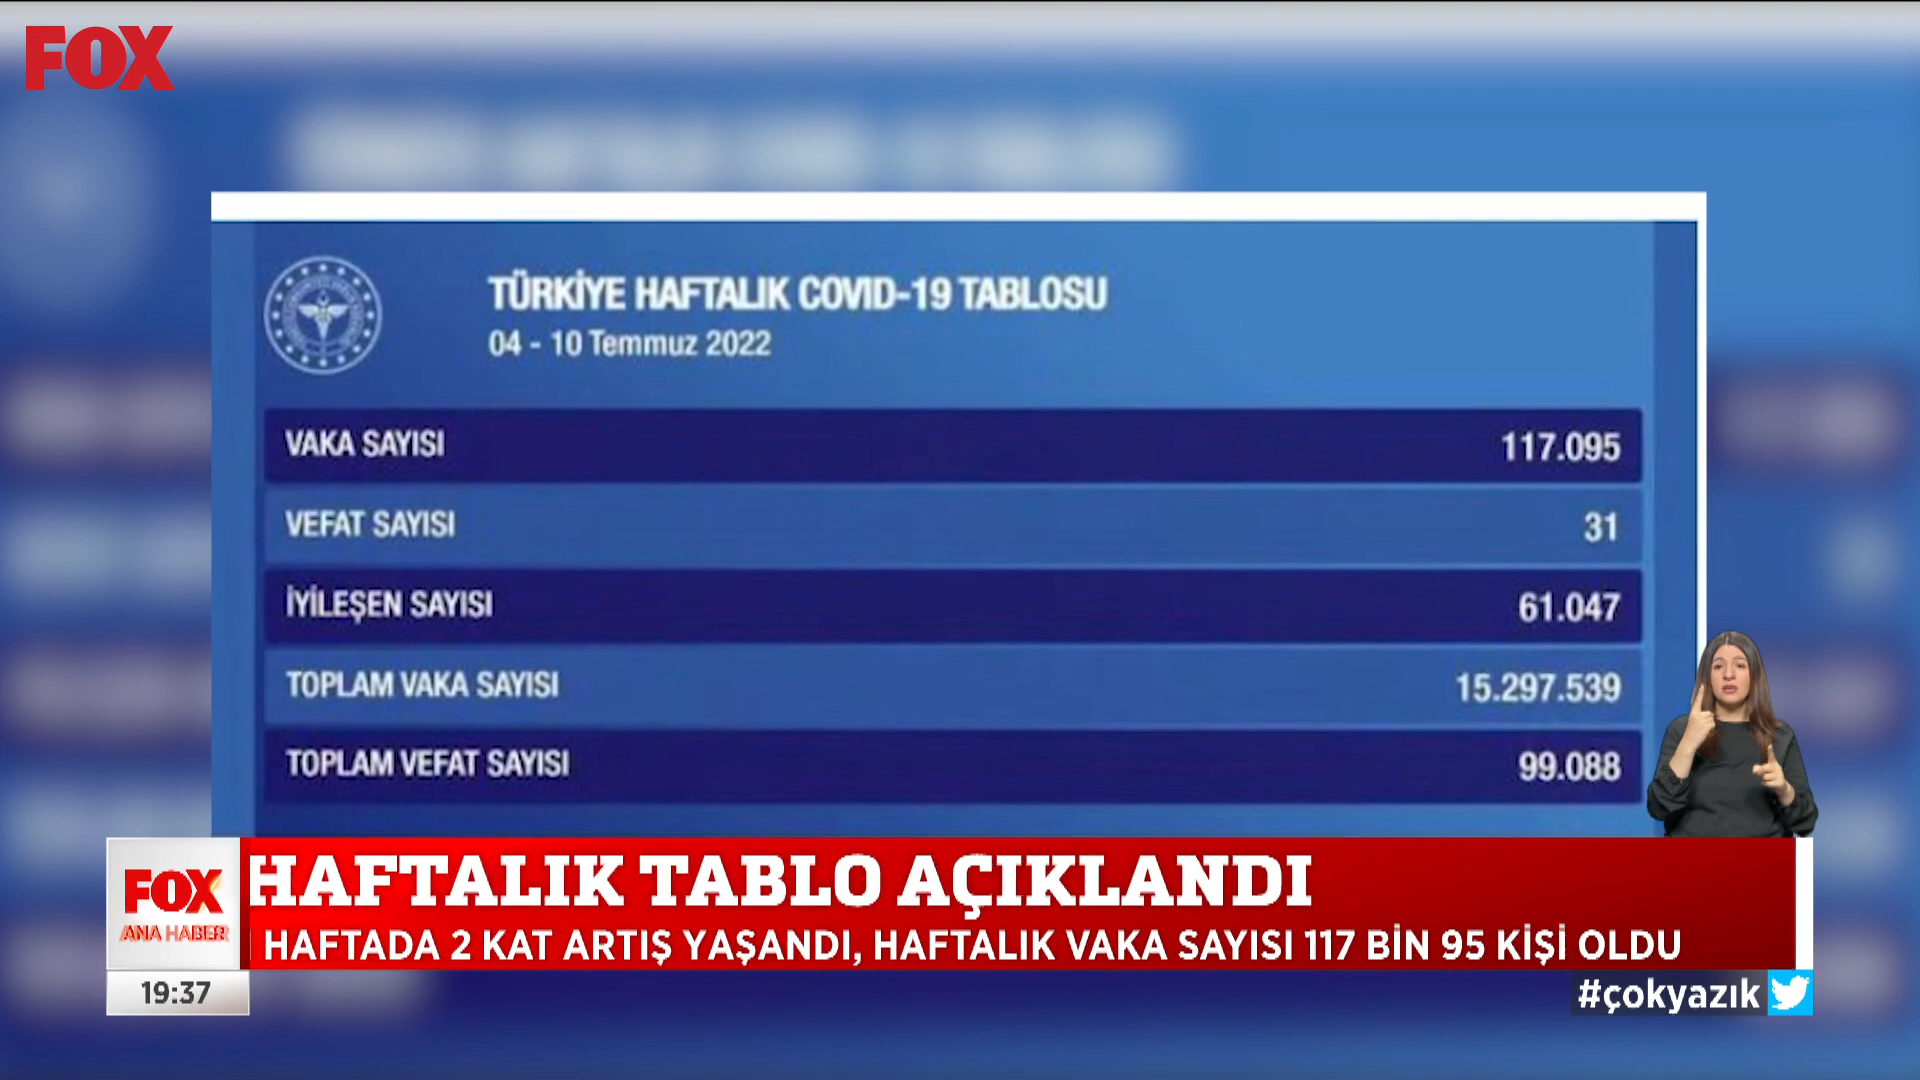 FOX
TÜRKİYE HAFTALIK COVID-19 TABLOSU
04 - 10 Temmuz 2022
VAKA SAYISI 117.095
VEFAT SAYISI 31
İYİLEŞEN SAYISI 61.047
TOPLAM VAKA SAYISI 15.297.539
TOPLAM VEFAT SAYISI 99.088
FOX
ANA HABER
HAFTALIK TABLO AÇIKLANDI
HAFTADA 2 KAT ARTIŞ YAŞANDI, HAFTALIK VAKA SAYISI 117 BİN 95 KİŞİ OLDU
19:37
#çokyazık